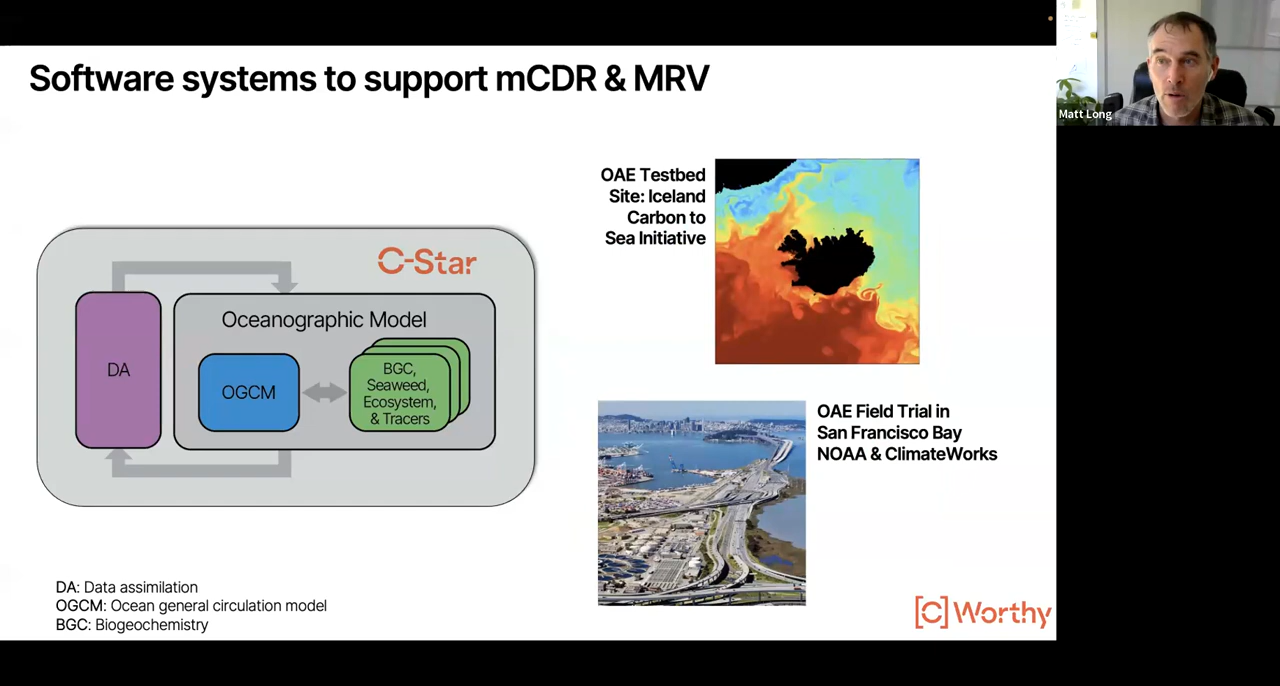 Software systems to support mCDR & MRV
Matt Long
C-Star
DA
Oceanographic Model
OGCM
BGC,
Seaweed,
Ecosystem,
& Tracers
OAE Testbed
Site: Iceland
Carbon to
Sea Initiative
OAE Field Trial in
San Francisco Bay
NOAA & ClimateWorks
DA: Data assimilation
OGCM: Ocean general circulation model
BGC: Biogeochemistry
[C]Worthy